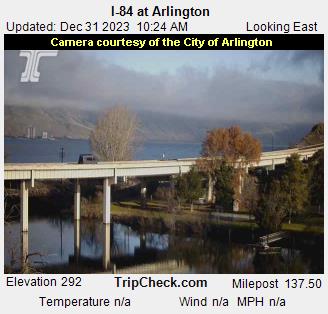 I-84 at Arlington
Updated: Dec 31 2023 10:24 AM Looking East
Camera courtesy of the City of Arlington
Elevation 292 TripCheck.com Milepost 137.50
Temperature n/a Wind n/a MPH n/a